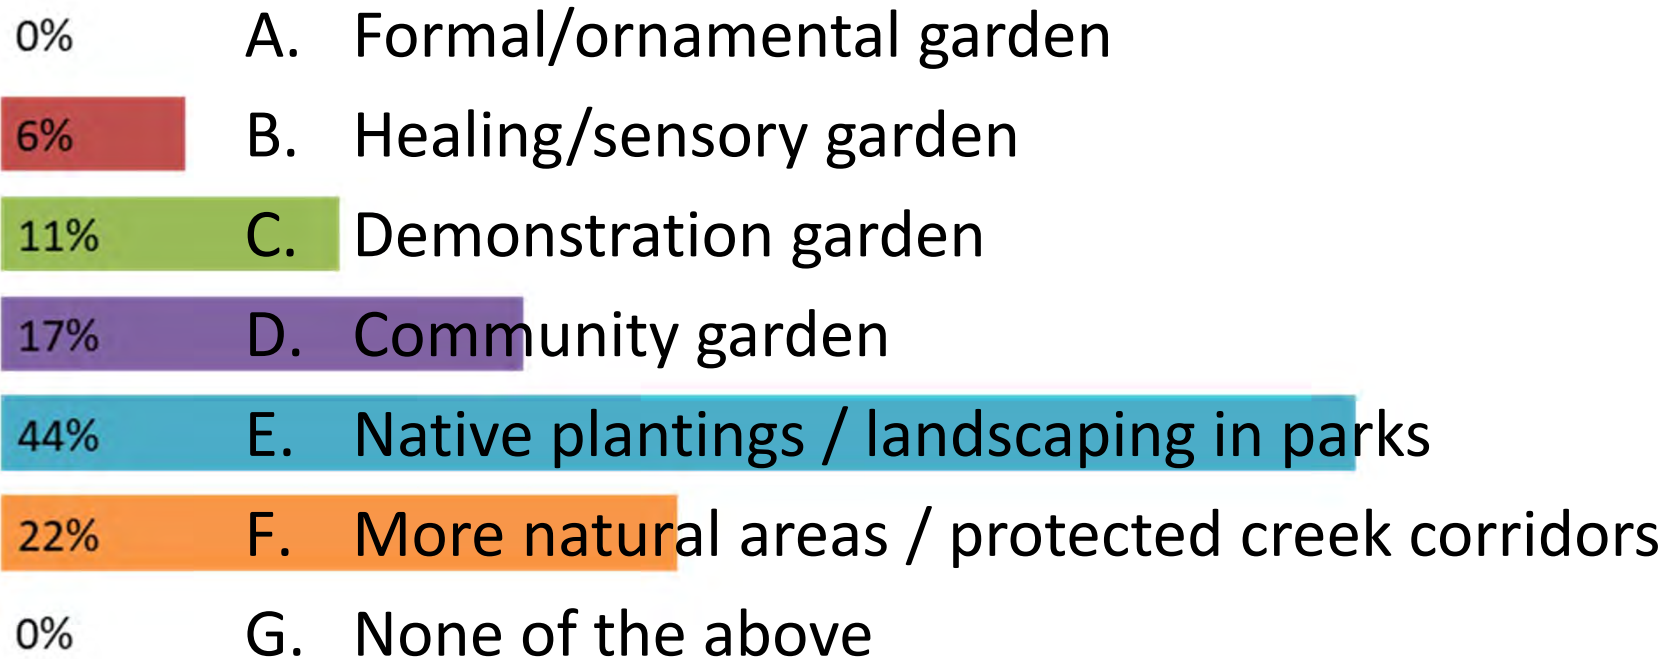 0% A. Formal/ornamental garden
6% B. Healing/sensory garden
11% C. Demonstration garden
17% D. Community garden
44% E. Native plantings / landscaping in parks
22% F. More natural areas / protected creek corridors
0% G. None of the above